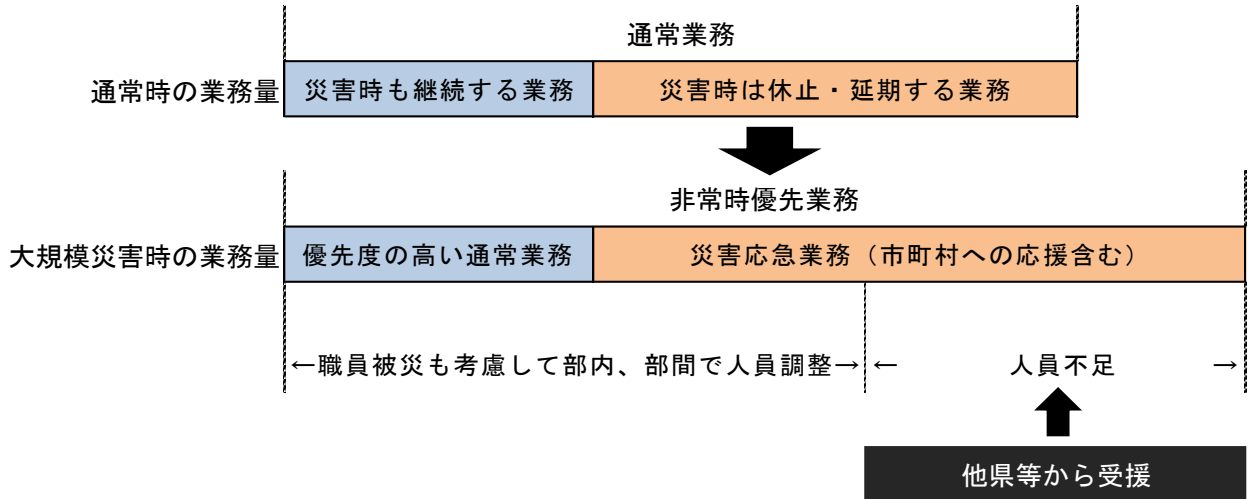 通常業務
通常時の業務量 災害時も継続する業務 災害時は休止・延期する業務
非常時優先業務
大規模災害時の業務量 優先度の高い通常業務 災害応急業務（市町村への応援含む）
←職員被災も考慮して部内、部間で人員調整→ ← 人員不足 →
他県等から受援